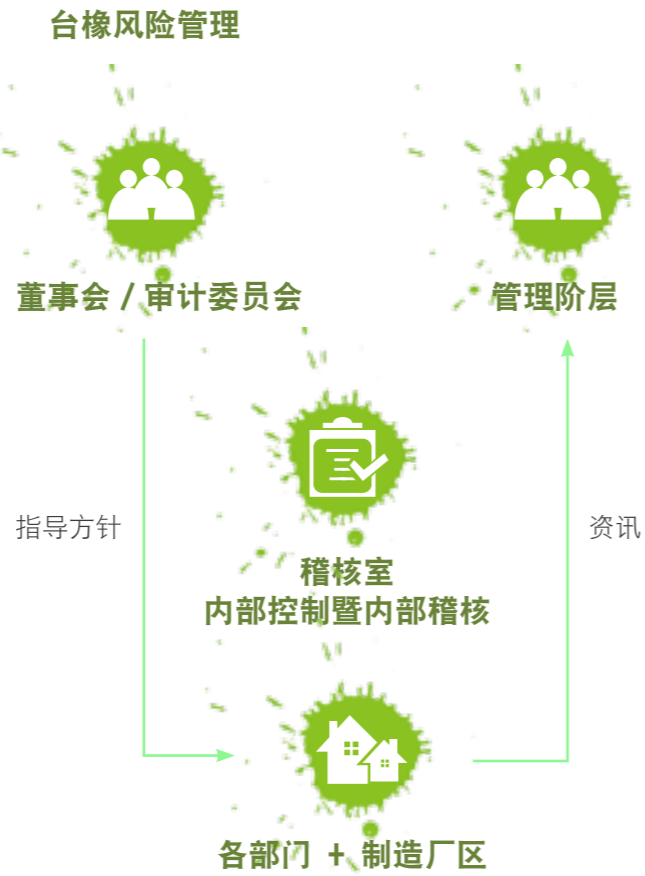 台橡风险管理
董事会 / 审计委员会
管理阶层
指导方针
资讯
稽核室
内部控制暨内部稽核
各部门 + 制造厂区